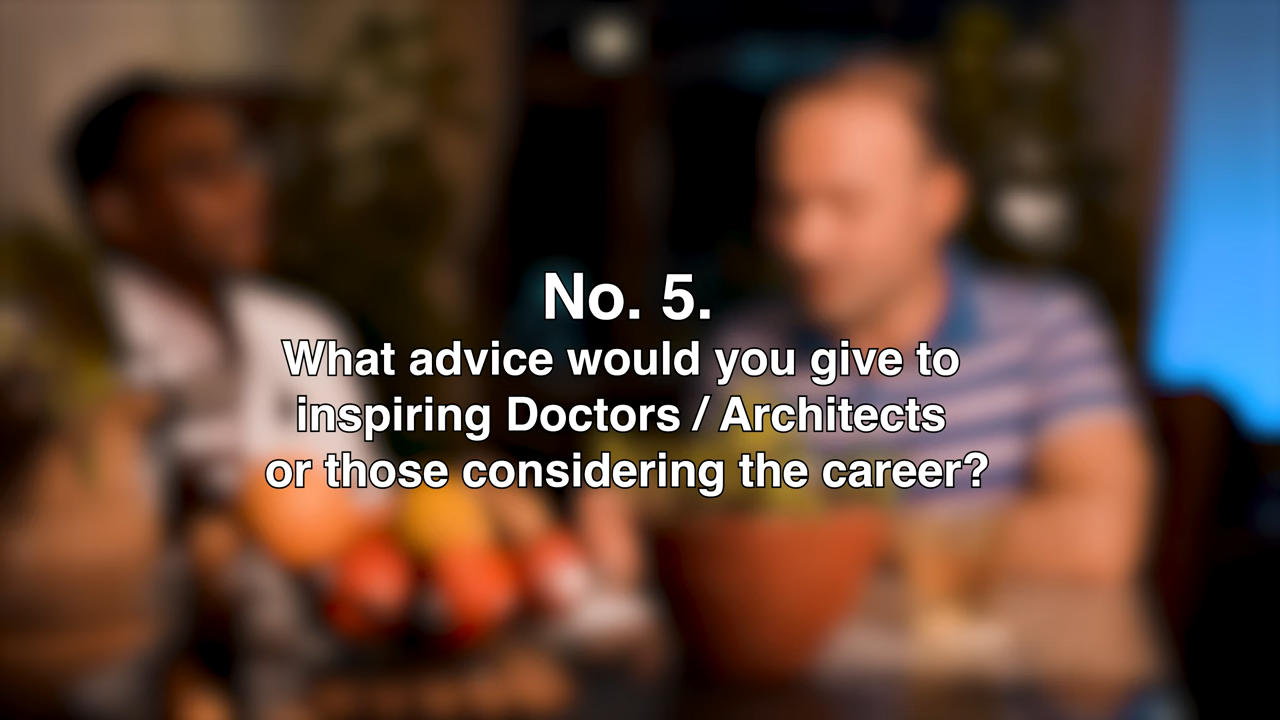 No. 5.
What advice would you give to
inspiring Doctors / Architects
or those considering the career?